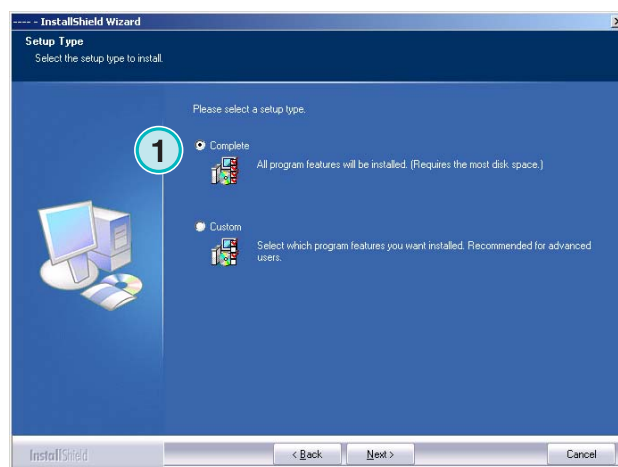 ---- - InstallShield Wizard
Setup Type
Select the setup type to install.
Please select a setup type.
1
Complete
All program features will be installed. (Requires the most disk space.)
Custom
Select which program features you want installed. Recommended for advanced
users.
InstallShield
< Back
Next >
Cancel